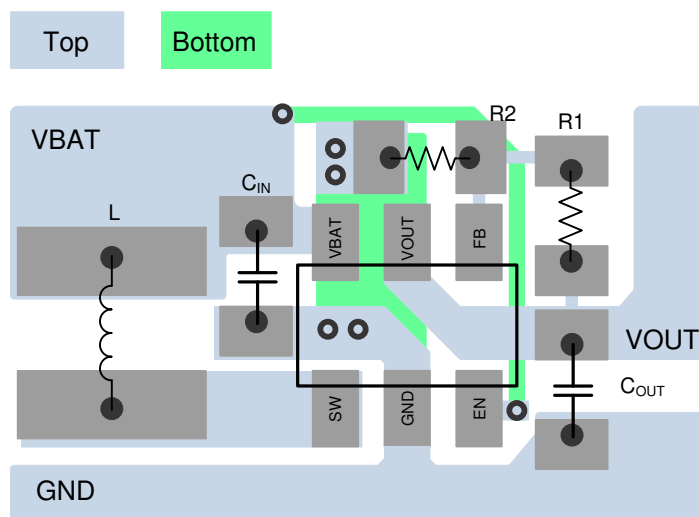 Top
Bottom
VBAT
R2
R1
L
CIN
VBAT
VOUT
FB
VOUT
COUT
SW
GND
EN
GND